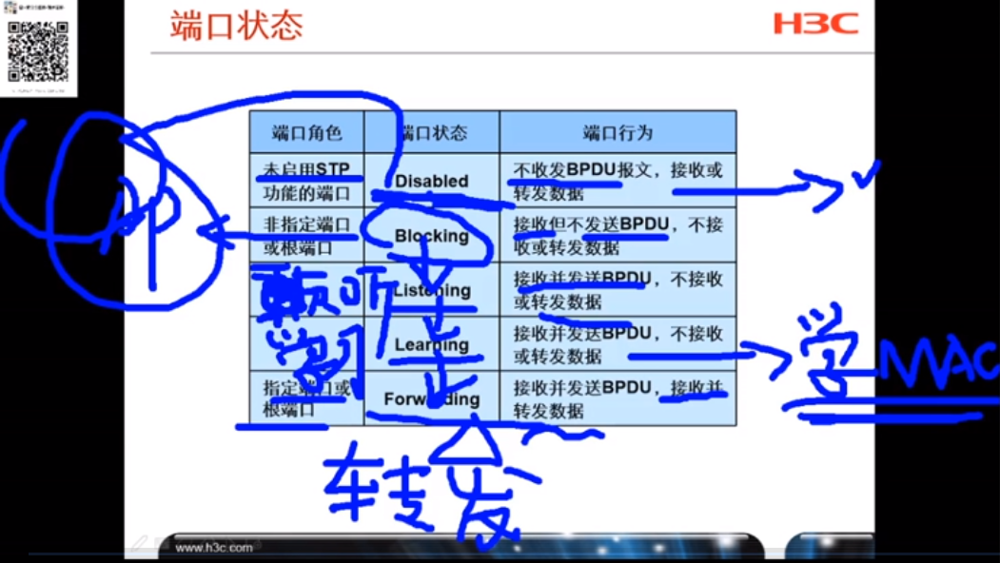 端口状态
H3C
端口角色 端口状态 端口行为
未启用STP功能的端口 Disabled 不收发BPDU报文，接收或转发数据
非指定端口或根端口 Blocking 接收但不发送BPDU，不接收或转发数据
Listening 接收并发送BPDU，不接收或转发数据
Learning 接收并发送BPDU，不接收或转发数据
指定端口或根端口 Forwarding 接收并发送BPDU，接收并转发数据
AP
听
学习
学MAC
转发
www.h3c.com